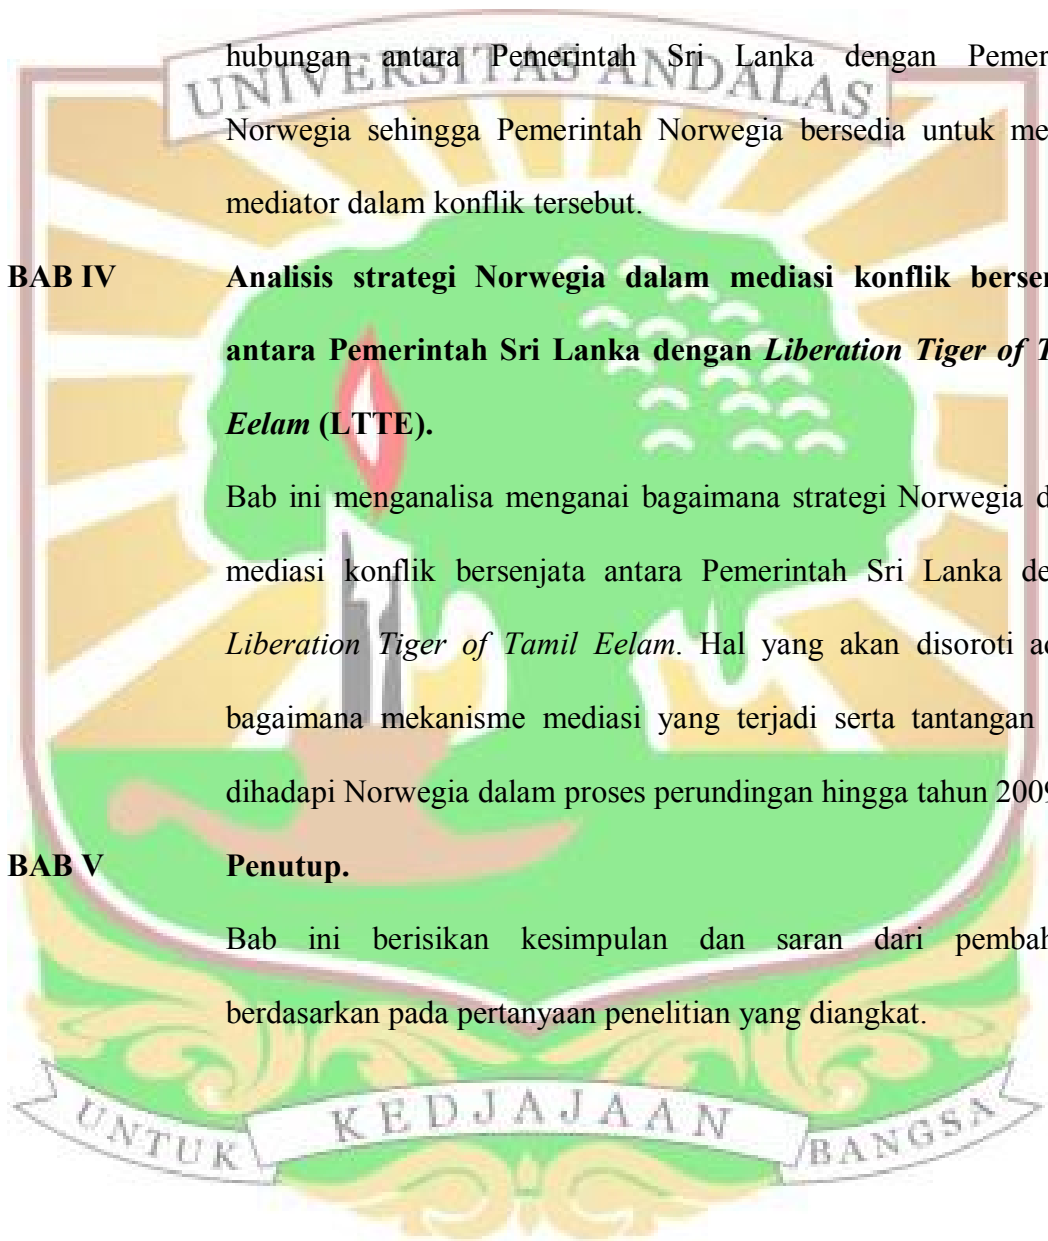 UNIVERSITAS ANDALAS
hubungan antara Pemerintah Sri Lanka dengan Pemer
Norwegia sehingga Pemerintah Norwegia bersedia untuk me
mediator dalam konflik tersebut.
BAB IV Analisis strategi Norwegia dalam mediasi konflik berse
antara Pemerintah Sri Lanka dengan Liberation Tiger of T
Eelam (LTTE).
Bab ini menganalisa menganai bagaimana strategi Norwegia d
mediasi konflik bersenjata antara Pemerintah Sri Lanka de
Liberation Tiger of Tamil Eelam. Hal yang akan disoroti a
bagaimana mekanisme mediasi yang terjadi serta tantangan
dihadapi Norwegia dalam proses perundingan hingga tahun 2009
BAB V Penutup.
Bab ini berisikan kesimpulan dan saran dari pembah
berdasarkan pada pertanyaan penelitian yang diangkat.
UNTUK KEDJAJAAN BANGSA